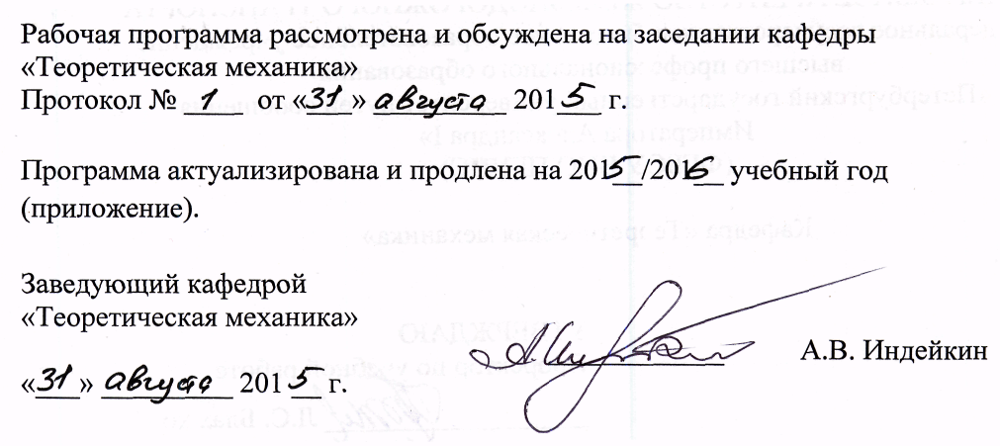 Рабочая программа рассмотрена и обсуждена на заседании кафедры
«Теоретическая механика»
Протокол № 1 от «31» августа 2015 г.
Программа актуализирована и продлена на 2015/2016 учебный год
(приложение).
Заведующий кафедрой
«Теоретическая механика»
А.В. Индейкин
«31» августа 2015 г.